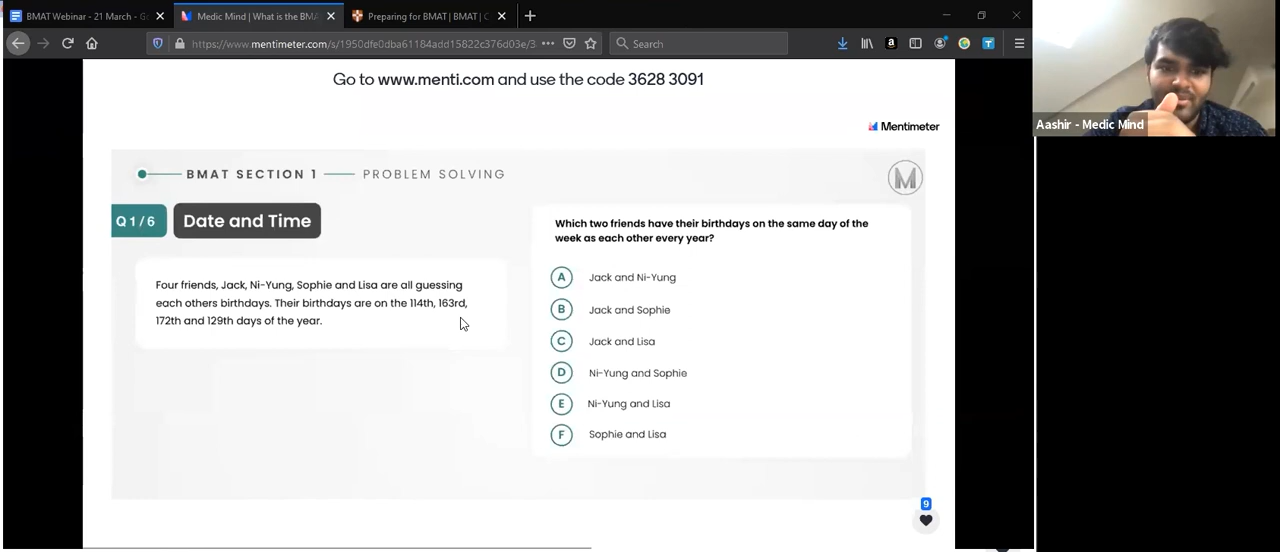 BMAT Webinar - 21 March - Go
Medic Mind | What is the BMA
Preparing for BMAT | BMAT | C
https://www.mentimeter.com/s/1950dfe0dba61184add15822c376d03e/3
Search
Go to www.menti.com and use the code 3628 3091
Mentimeter
Aashir - Medic Mind
BMAT SECTION 1
PROBLEM SOLVING
M
Q 1 / 6
Date and Time
Four friends, Jack, Ni-Yung, Sophie and Lisa are all guessing
each others birthdays. Their birthdays are on the 114th, 163rd,
172th and 129th days of the year.
Which two friends have their birthdays on the same day of the
week as each other every year?
A Jack and Ni-Yung
B Jack and Sophie
C Jack and Lisa
D Ni-Yung and Sophie
E Ni-Yung and Lisa
F Sophie and Lisa
9